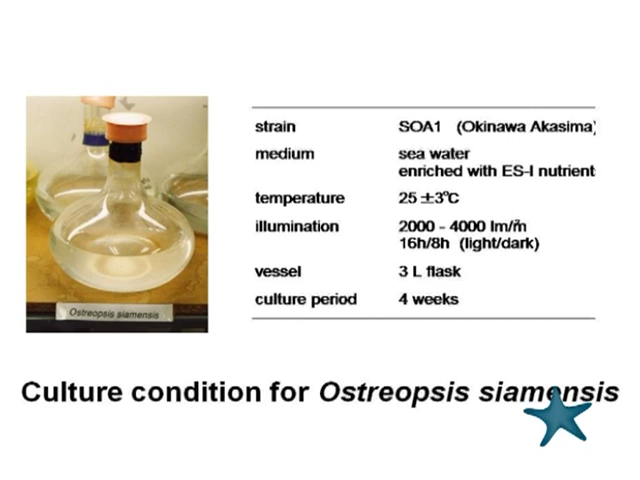 strain SOA1 (Okinawa Akasima)
medium sea water
enriched with ES-I nutrient
temperature 25 ±3°C
illumination 2000 - 4000 lm/m²
16h/8h (light/dark)
vessel 3 L flask
culture period 4 weeks
Ostreopsis siamensis
Culture condition for Ostreopsis siamensis